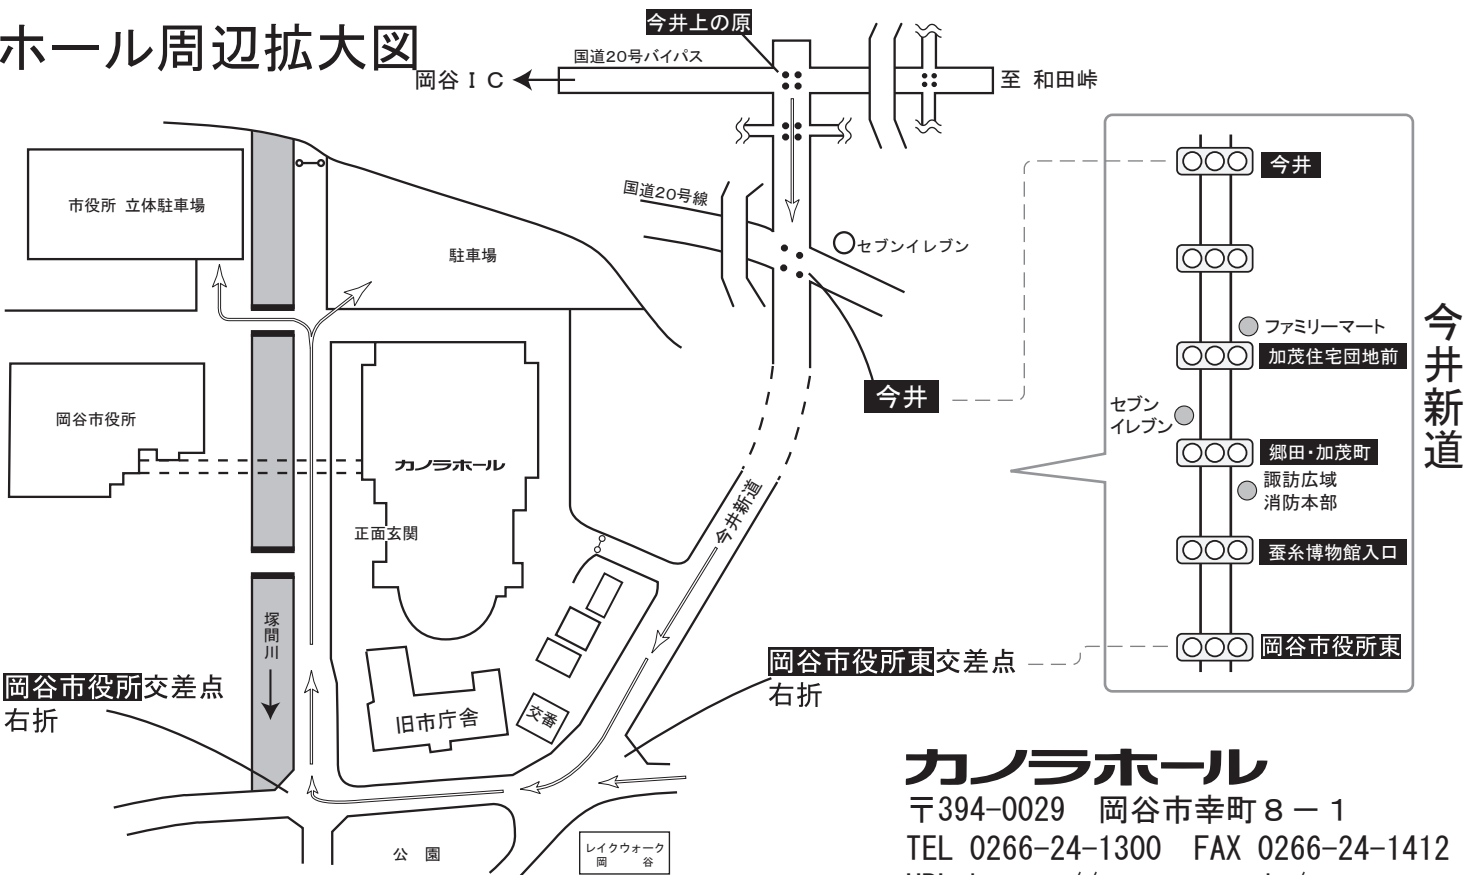 ホール周辺拡大図
今井上の原
国道20号バイパス
岡谷ＩＣ
至 和田峠
国道20号線
セブンイレブン
今井
今井新道
市役所 立体駐車場
駐車場
岡谷市役所
カノラホール
正面玄関
塚間川
旧市庁舎
交番
岡谷市役所交差点
右折
岡谷市役所東交差点
右折
公 園
レイクウォーク
岡 谷
今井
ファミリーマート
加茂住宅団地前
セブン
イレブン
郷田・加茂町
諏訪広域
消防本部
蚕糸博物館入口
岡谷市役所東
今井新道
カノラホール
〒394-0029 岡谷市幸町８－１
TEL 0266-24-1300 FAX 0266-24-1412